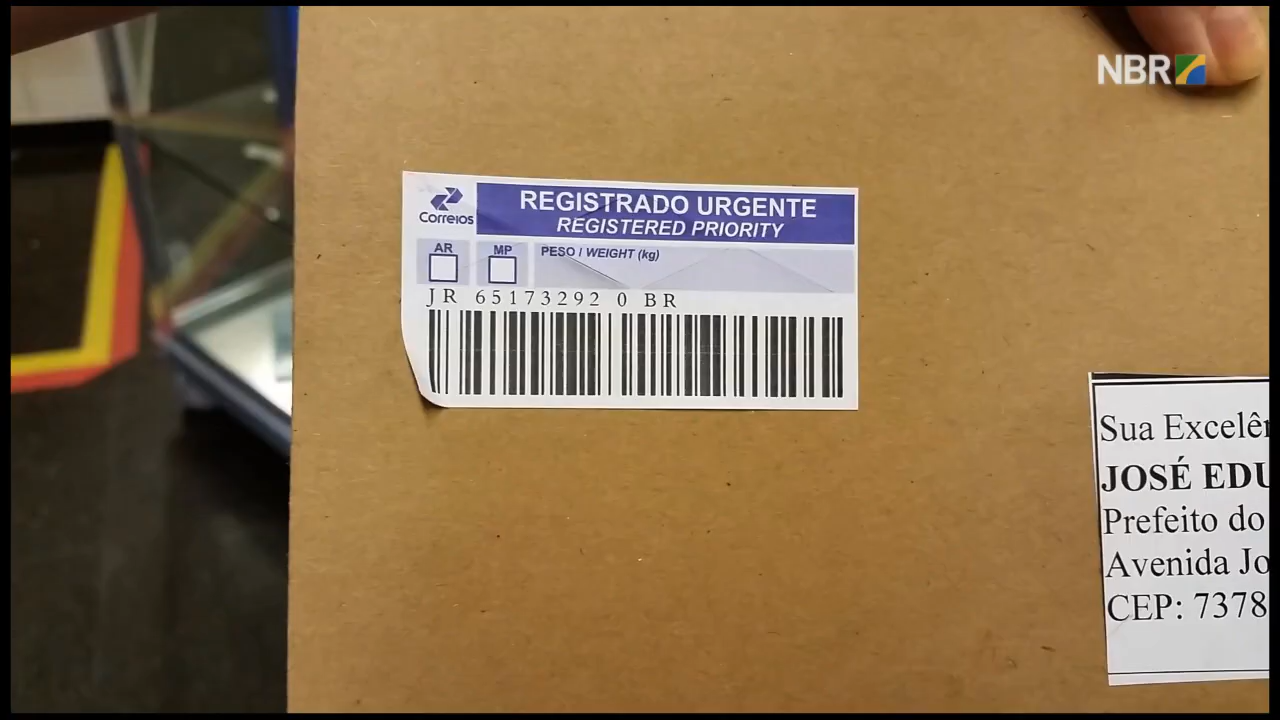 NBR
Correios
REGISTRADO URGENTE
REGISTERED PRIORITY
AR
MP
PESO / WEIGHT (kg)
JR 65173292 0 BR
Sua Excelên
JOSÉ EDU
Prefeito do
Avenida Jo
CEP: 7378